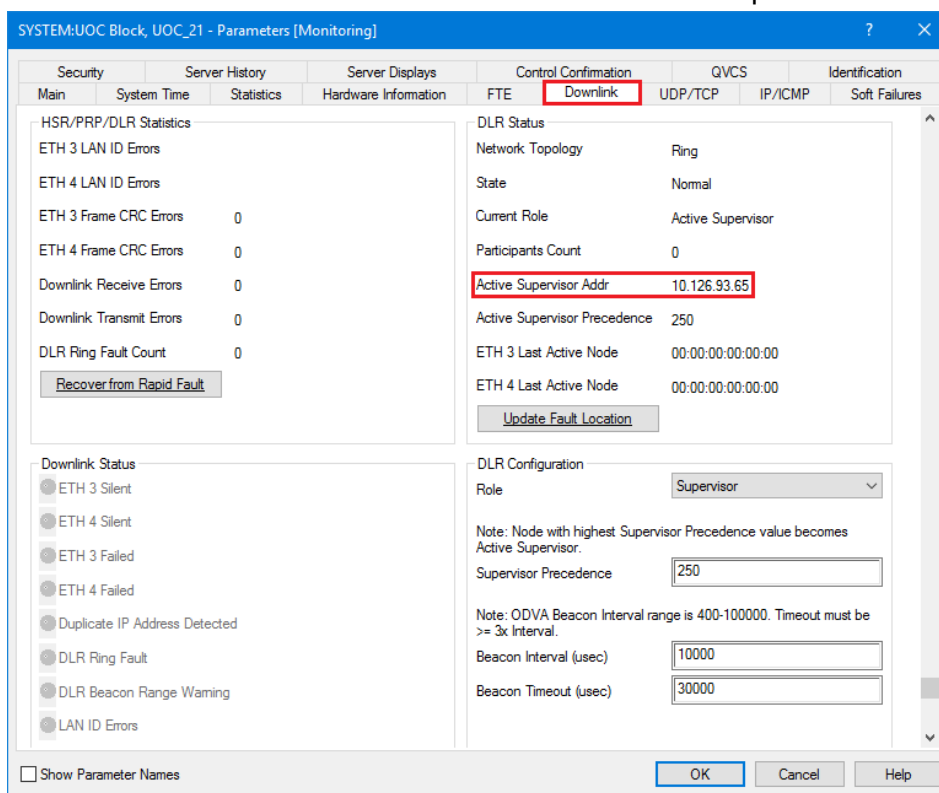 SYSTEM:UOC Block, UOC_21 - Parameters [Monitoring]
Security Server History Server Displays Control Confirmation QVCS Identification
Main System Time Statistics Hardware Information FTE Downlink UDP/TCP IP/ICMP Soft Failures
HSR/PRP/DLR Statistics
ETH 3 LAN ID Errors
ETH 4 LAN ID Errors
ETH 3 Frame CRC Errors 0
ETH 4 Frame CRC Errors 0
Downlink Receive Errors 0
Downlink Transmit Errors 0
DLR Ring Fault Count 0
Recover from Rapid Fault
DLR Status
Network Topology Ring
State Normal
Current Role Active Supervisor
Participants Count 0
Active Supervisor Addr 10.126.93.65
Active Supervisor Precedence 250
ETH 3 Last Active Node 00:00:00:00:00:00
ETH 4 Last Active Node 00:00:00:00:00:00
Update Fault Location
Downlink Status
ETH 3 Silent
ETH 4 Silent
ETH 3 Failed
ETH 4 Failed
Duplicate IP Address Detected
DLR Ring Fault
DLR Beacon Range Warning
LAN ID Errors
DLR Configuration
Role Supervisor
Note: Node with highest Supervisor Precedence value becomes
Active Supervisor.
Supervisor Precedence 250
Note: ODVA Beacon Interval range is 400-100000. Timeout must be
>= 3x Interval.
Beacon Interval (usec) 10000
Beacon Timeout (usec) 30000
Show Parameter Names
OK Cancel Help